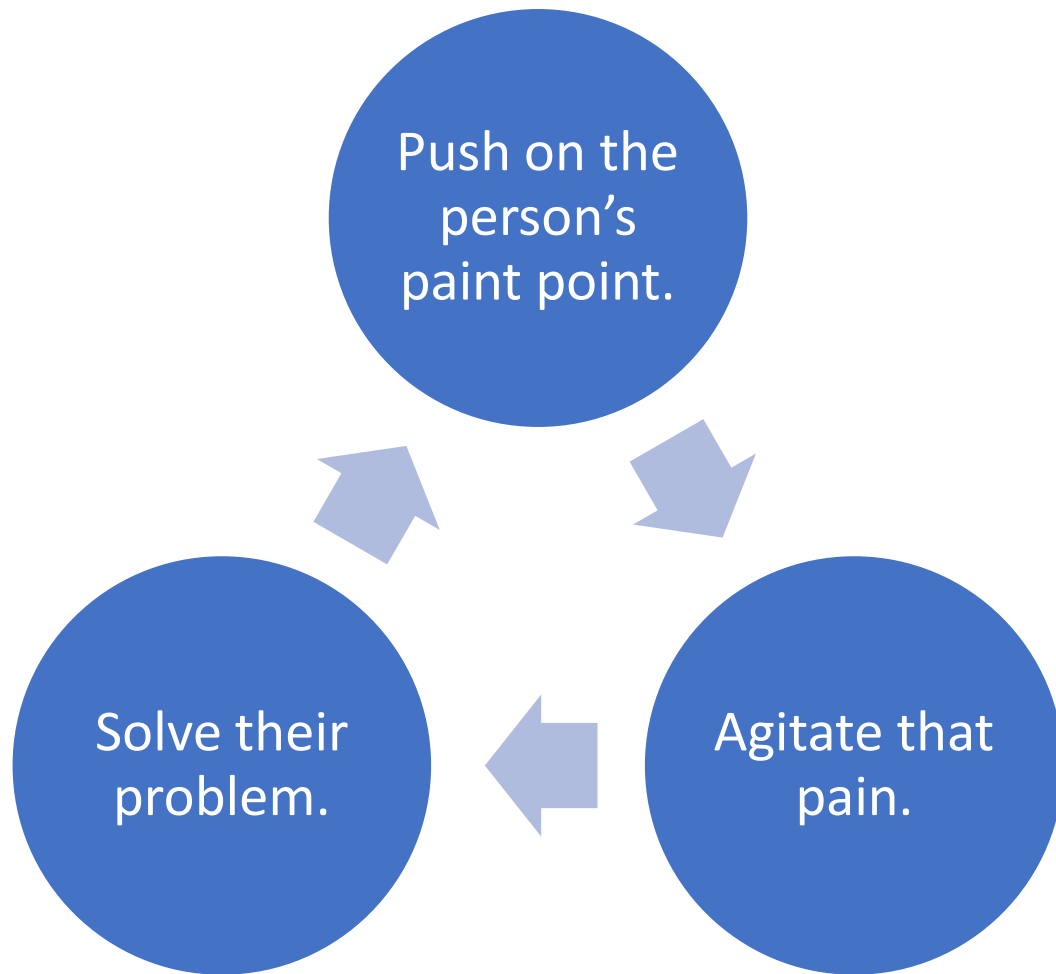 Push on the
person’s
paint point.
Agitate that
pain.
Solve their
problem.